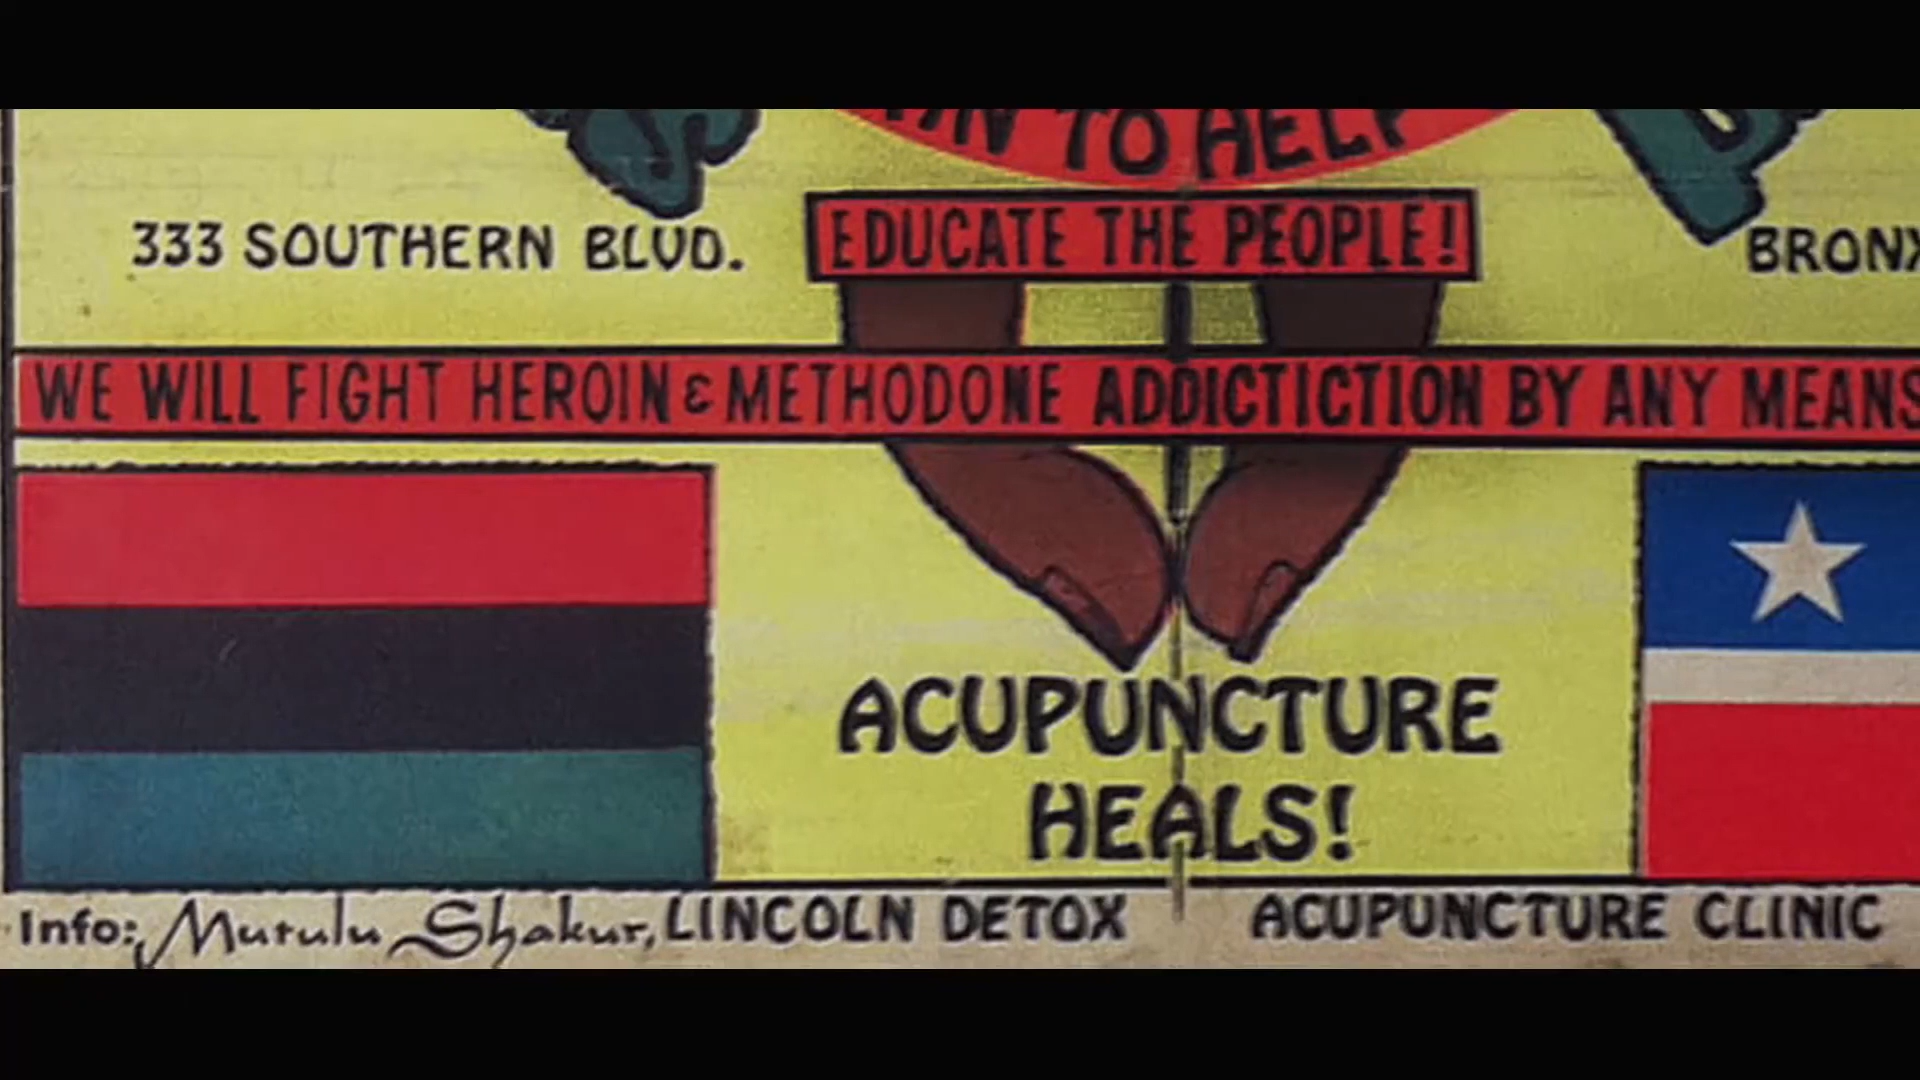 TO HELP
EDUCATE THE PEOPLE!
333 SOUTHERN BLVD.
BRONX
WE WILL FIGHT HEROIN & METHODONE ADDICTICTION BY ANY MEANS
ACUPUNCTURE
HEALS!
Info: Mutulu Shakur, LINCOLN DETOX ACUPUNCTURE CLINIC